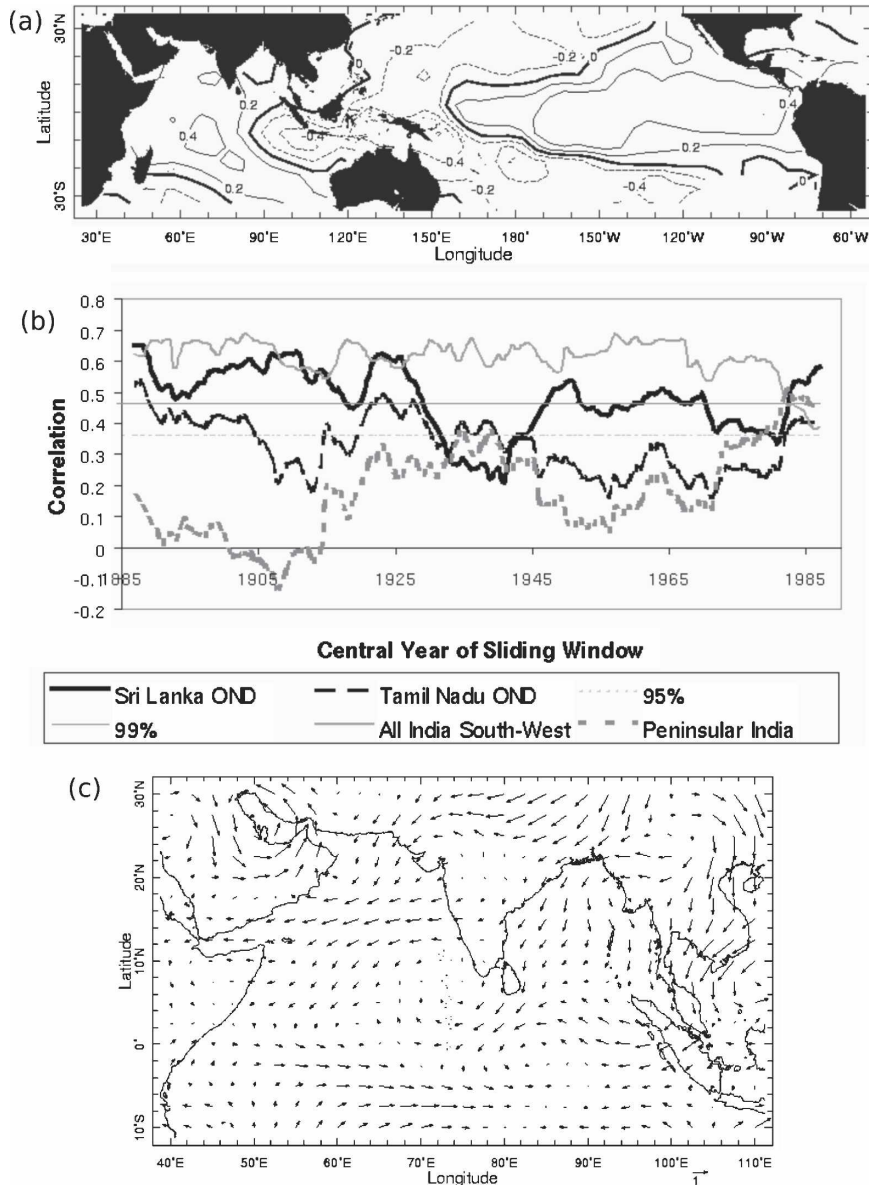 (a)
30°N
Latitude
30°S
-0.2
0
0.2
0.4
0.2
-0.4
-0.4
-0.2
0.2
0.2
0.4
-0.4
0
30°E 60°E 90°E 120°E 150°E 180° 150°W 120°W 90°W 60°W
Longitude
(b)
0.8
0.7
0.6
0.5
0.4
0.3
0.2
0.1
0
-0.1
-0.2
Correlation
1885 1905 1925 1945 1965 1985
Central Year of Sliding Window
Sri Lanka OND Tamil Nadu OND 95%
99% All India South-West Peninsular India
(c)
30°N
20°N
10°N
0°
10°S
Latitude
40°E 50°E 60°E 70°E 80°E 90°E 100°E 110°E
Longitude
1